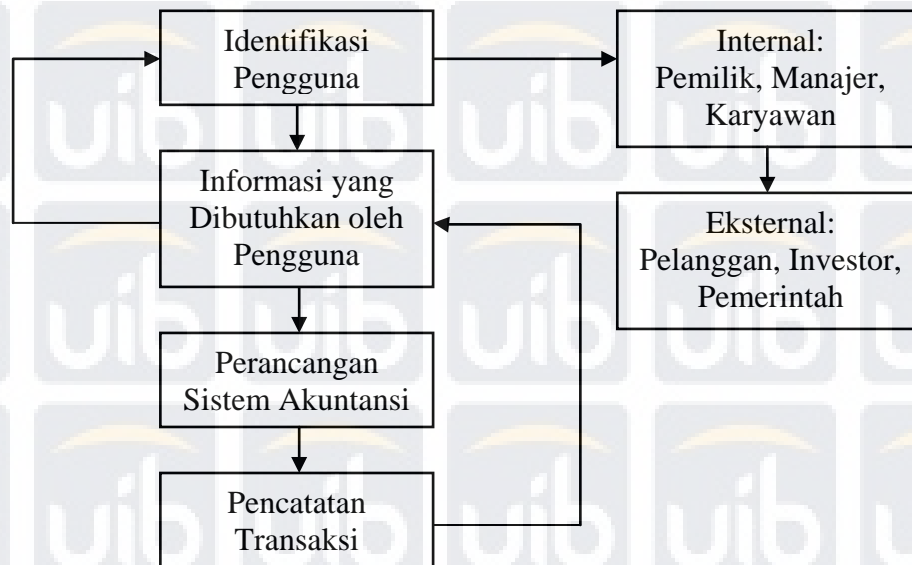 Identifikasi
Pengguna
Internal:
Pemilik, Manajer,
Karyawan
Informasi yang
Dibutuhkan oleh
Pengguna
Eksternal:
Pelanggan, Investor,
Pemerintah
Perancangan
Sistem Akuntansi
Pencatatan
Transaksi
uib